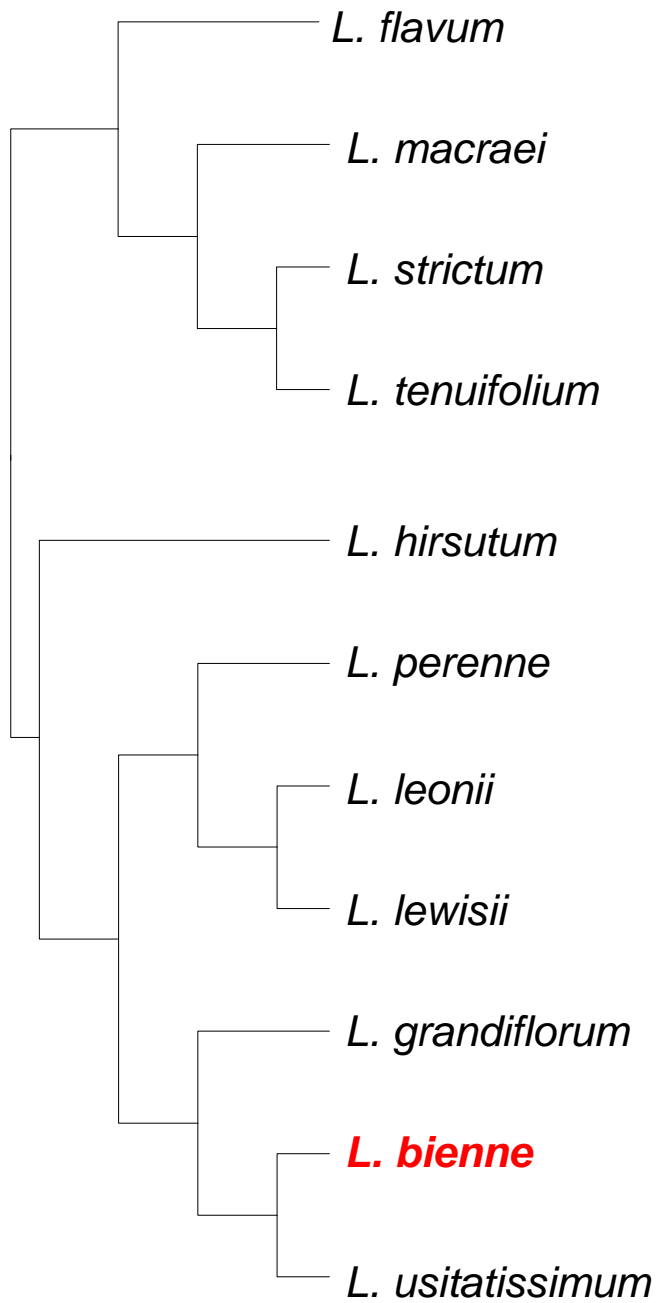 L. flavum
L. macraei
L. strictum
L. tenuifolium
L. hirsutum
L. perenne
L. leonii
L. lewisii
L. grandiflorum
L. bienne
L. usitatissimum